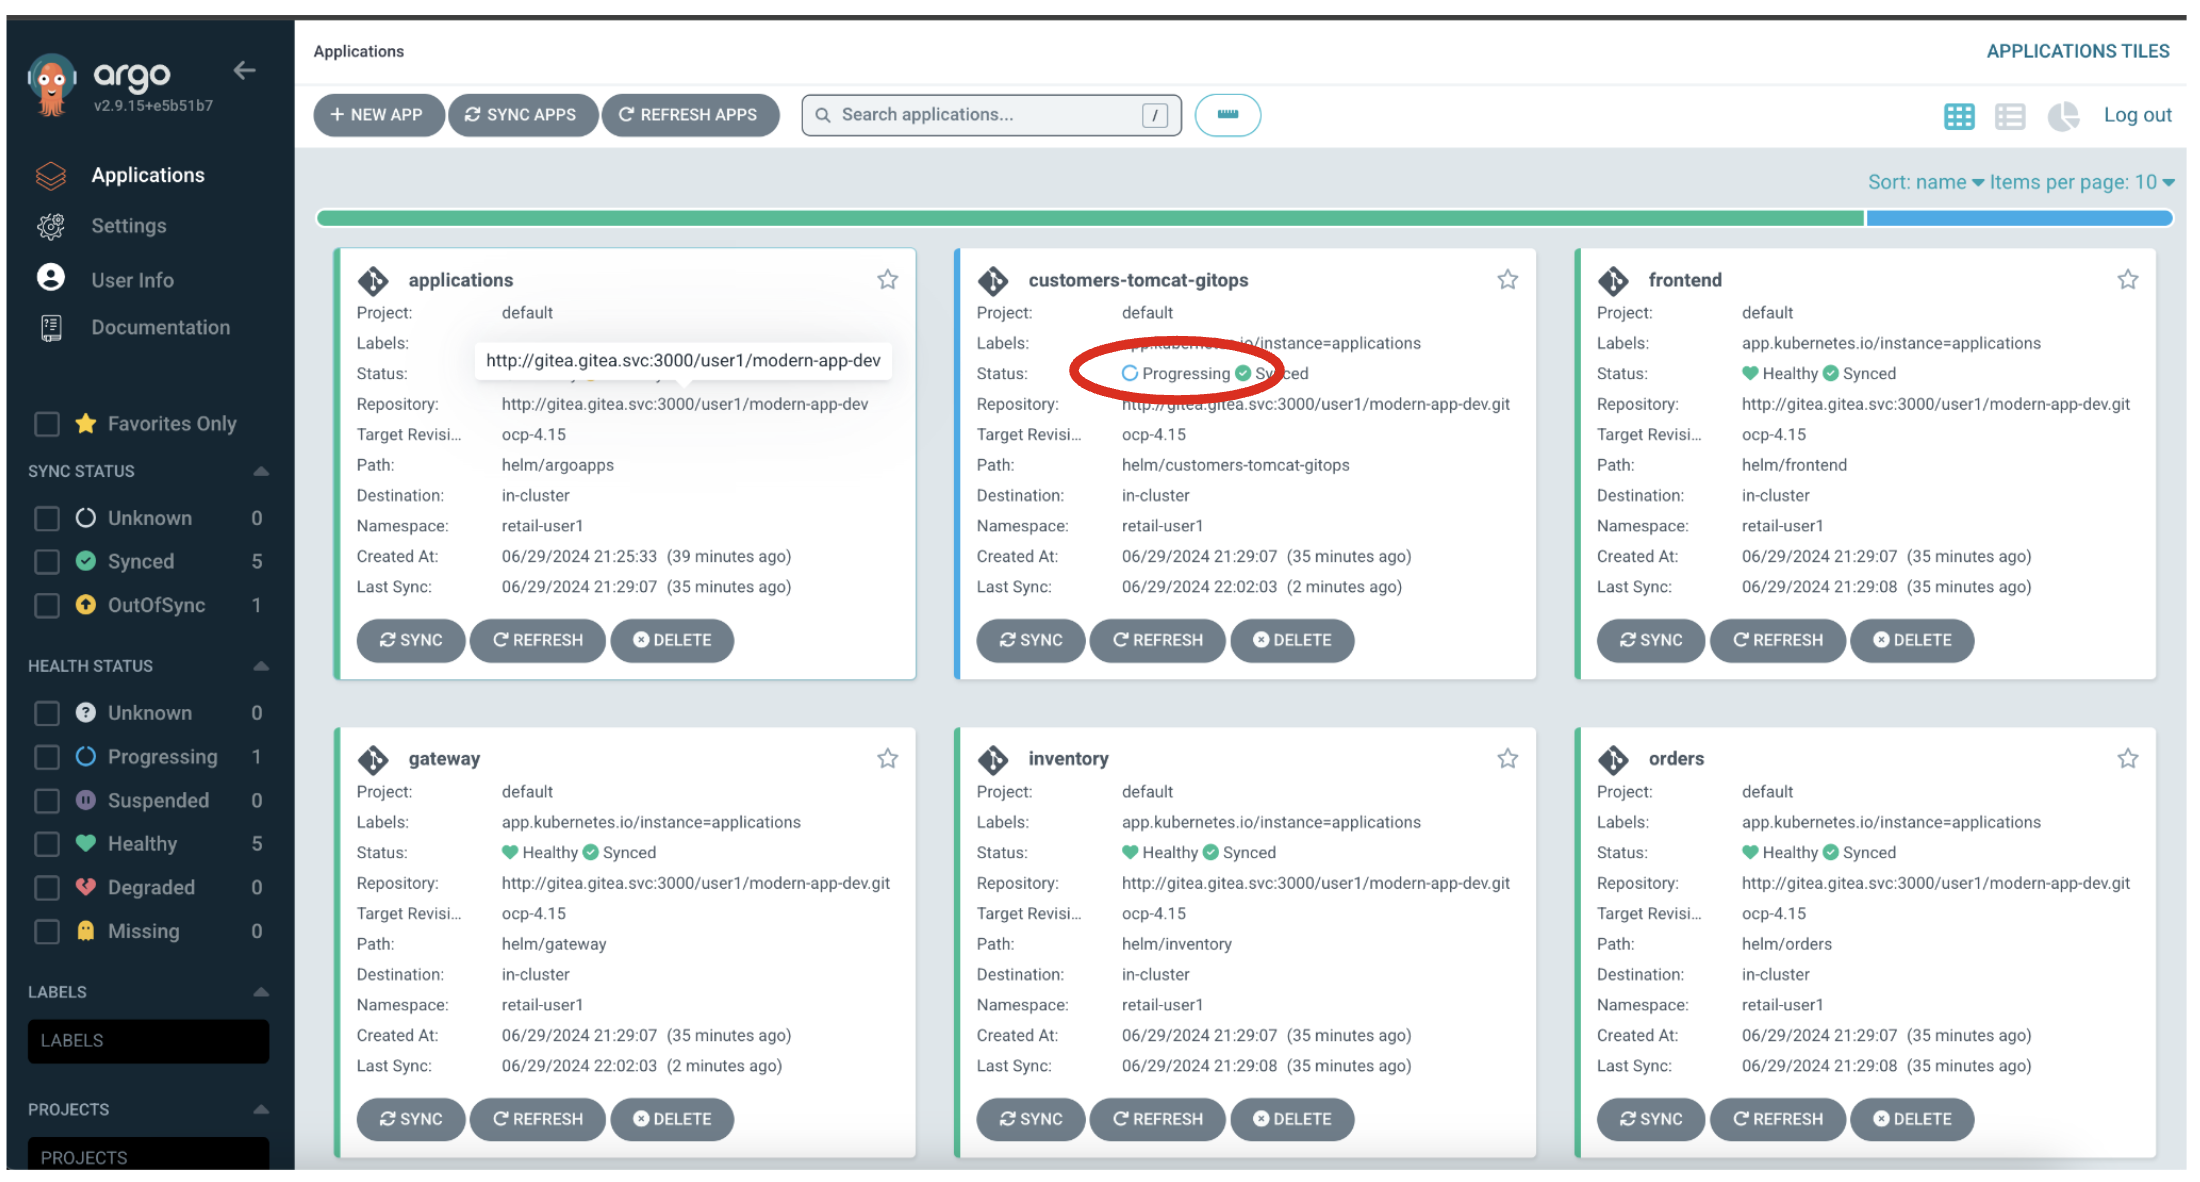 argo
v2.9.15+e5b51b7
Applications
Settings
User Info
Documentation
Favorites Only
SYNC STATUS
Unknown 0
Synced 5
OutOfSync 1
HEALTH STATUS
Unknown 0
Progressing 1
Suspended 0
Healthy 5
Degraded 0
Missing 0
LABELS
LABELS
PROJECTS
PROJECTS
Applications
APPLICATIONS TILES
+ NEW APP SYNC APPS REFRESH APPS Search applications... / Log out
Sort: name Items per page: 10
applications
Project: default
Labels:
http://gitea.gitea.svc:3000/user1/modern-app-dev
Status:
Repository: http://gitea.gitea.svc:3000/user1/modern-app-dev
Target Revisi... ocp-4.15
Path: helm/argoapps
Destination: in-cluster
Namespace: retail-user1
Created At: 06/29/2024 21:25:33 (39 minutes ago)
Last Sync: 06/29/2024 21:29:07 (35 minutes ago)
SYNC REFRESH DELETE
customers-tomcat-gitops
Project: default
Labels: app.kubernetes.io/instance=applications
Status: Progressing Synced
Repository: http://gitea.gitea.svc:3000/user1/modern-app-dev.git
Target Revisi... ocp-4.15
Path: helm/customers-tomcat-gitops
Destination: in-cluster
Namespace: retail-user1
Created At: 06/29/2024 21:29:07 (35 minutes ago)
Last Sync: 06/29/2024 22:02:03 (2 minutes ago)
SYNC REFRESH DELETE
frontend
Project: default
Labels: app.kubernetes.io/instance=applications
Status: Healthy Synced
Repository: http://gitea.gitea.svc:3000/user1/modern-app-dev.git
Target Revisi... ocp-4.15
Path: helm/frontend
Destination: in-cluster
Namespace: retail-user1
Created At: 06/29/2024 21:29:07 (35 minutes ago)
Last Sync: 06/29/2024 21:29:08 (35 minutes ago)
SYNC REFRESH DELETE
gateway
Project: default
Labels: app.kubernetes.io/instance=applications
Status: Healthy Synced
Repository: http://gitea.gitea.svc:3000/user1/modern-app-dev.git
Target Revisi... ocp-4.15
Path: helm/gateway
Destination: in-cluster
Namespace: retail-user1
Created At: 06/29/2024 21:29:07 (35 minutes ago)
Last Sync: 06/29/2024 22:02:03 (2 minutes ago)
SYNC REFRESH DELETE
inventory
Project: default
Labels: app.kubernetes.io/instance=applications
Status: Healthy Synced
Repository: http://gitea.gitea.svc:3000/user1/modern-app-dev.git
Target Revisi... ocp-4.15
Path: helm/inventory
Destination: in-cluster
Namespace: retail-user1
Created At: 06/29/2024 21:29:07 (35 minutes ago)
Last Sync: 06/29/2024 21:29:08 (35 minutes ago)
SYNC REFRESH DELETE
orders
Project: default
Labels: app.kubernetes.io/instance=applications
Status: Healthy Synced
Repository: http://gitea.gitea.svc:3000/user1/modern-app-dev.git
Target Revisi... ocp-4.15
Path: helm/orders
Destination: in-cluster
Namespace: retail-user1
Created At: 06/29/2024 21:29:07 (35 minutes ago)
Last Sync: 06/29/2024 21:29:08 (35 minutes ago)
SYNC REFRESH DELETE